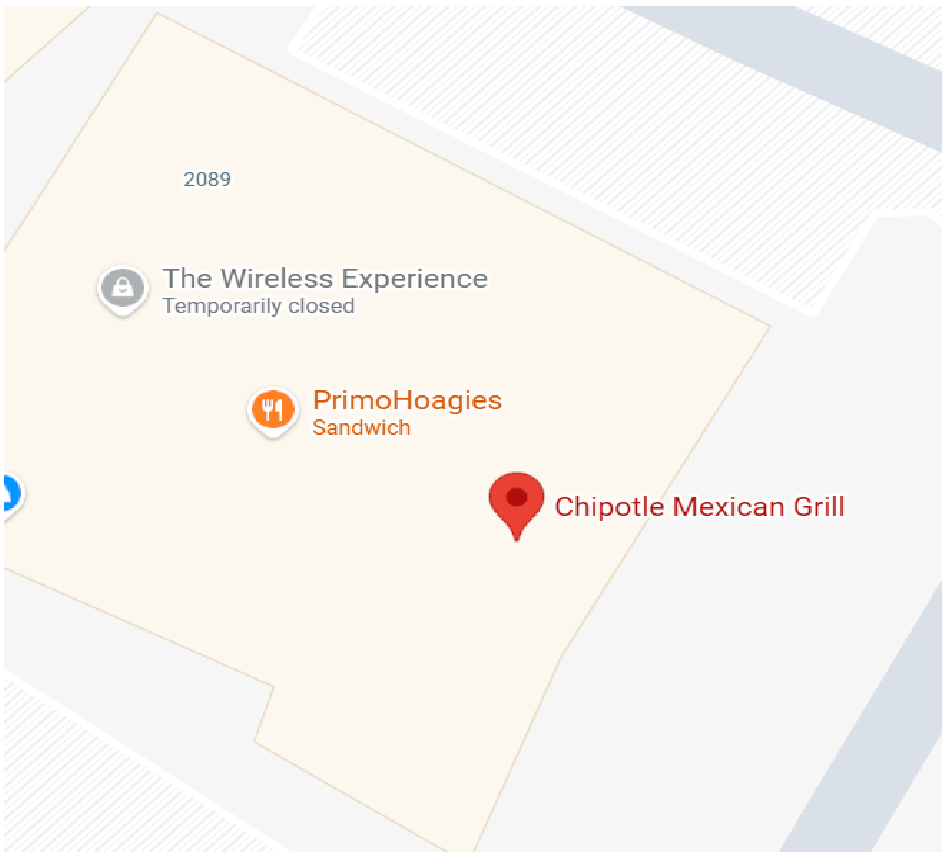 2089
The Wireless Experience
Temporarily closed
PrimoHoagies
Sandwich
Chipotle Mexican Grill